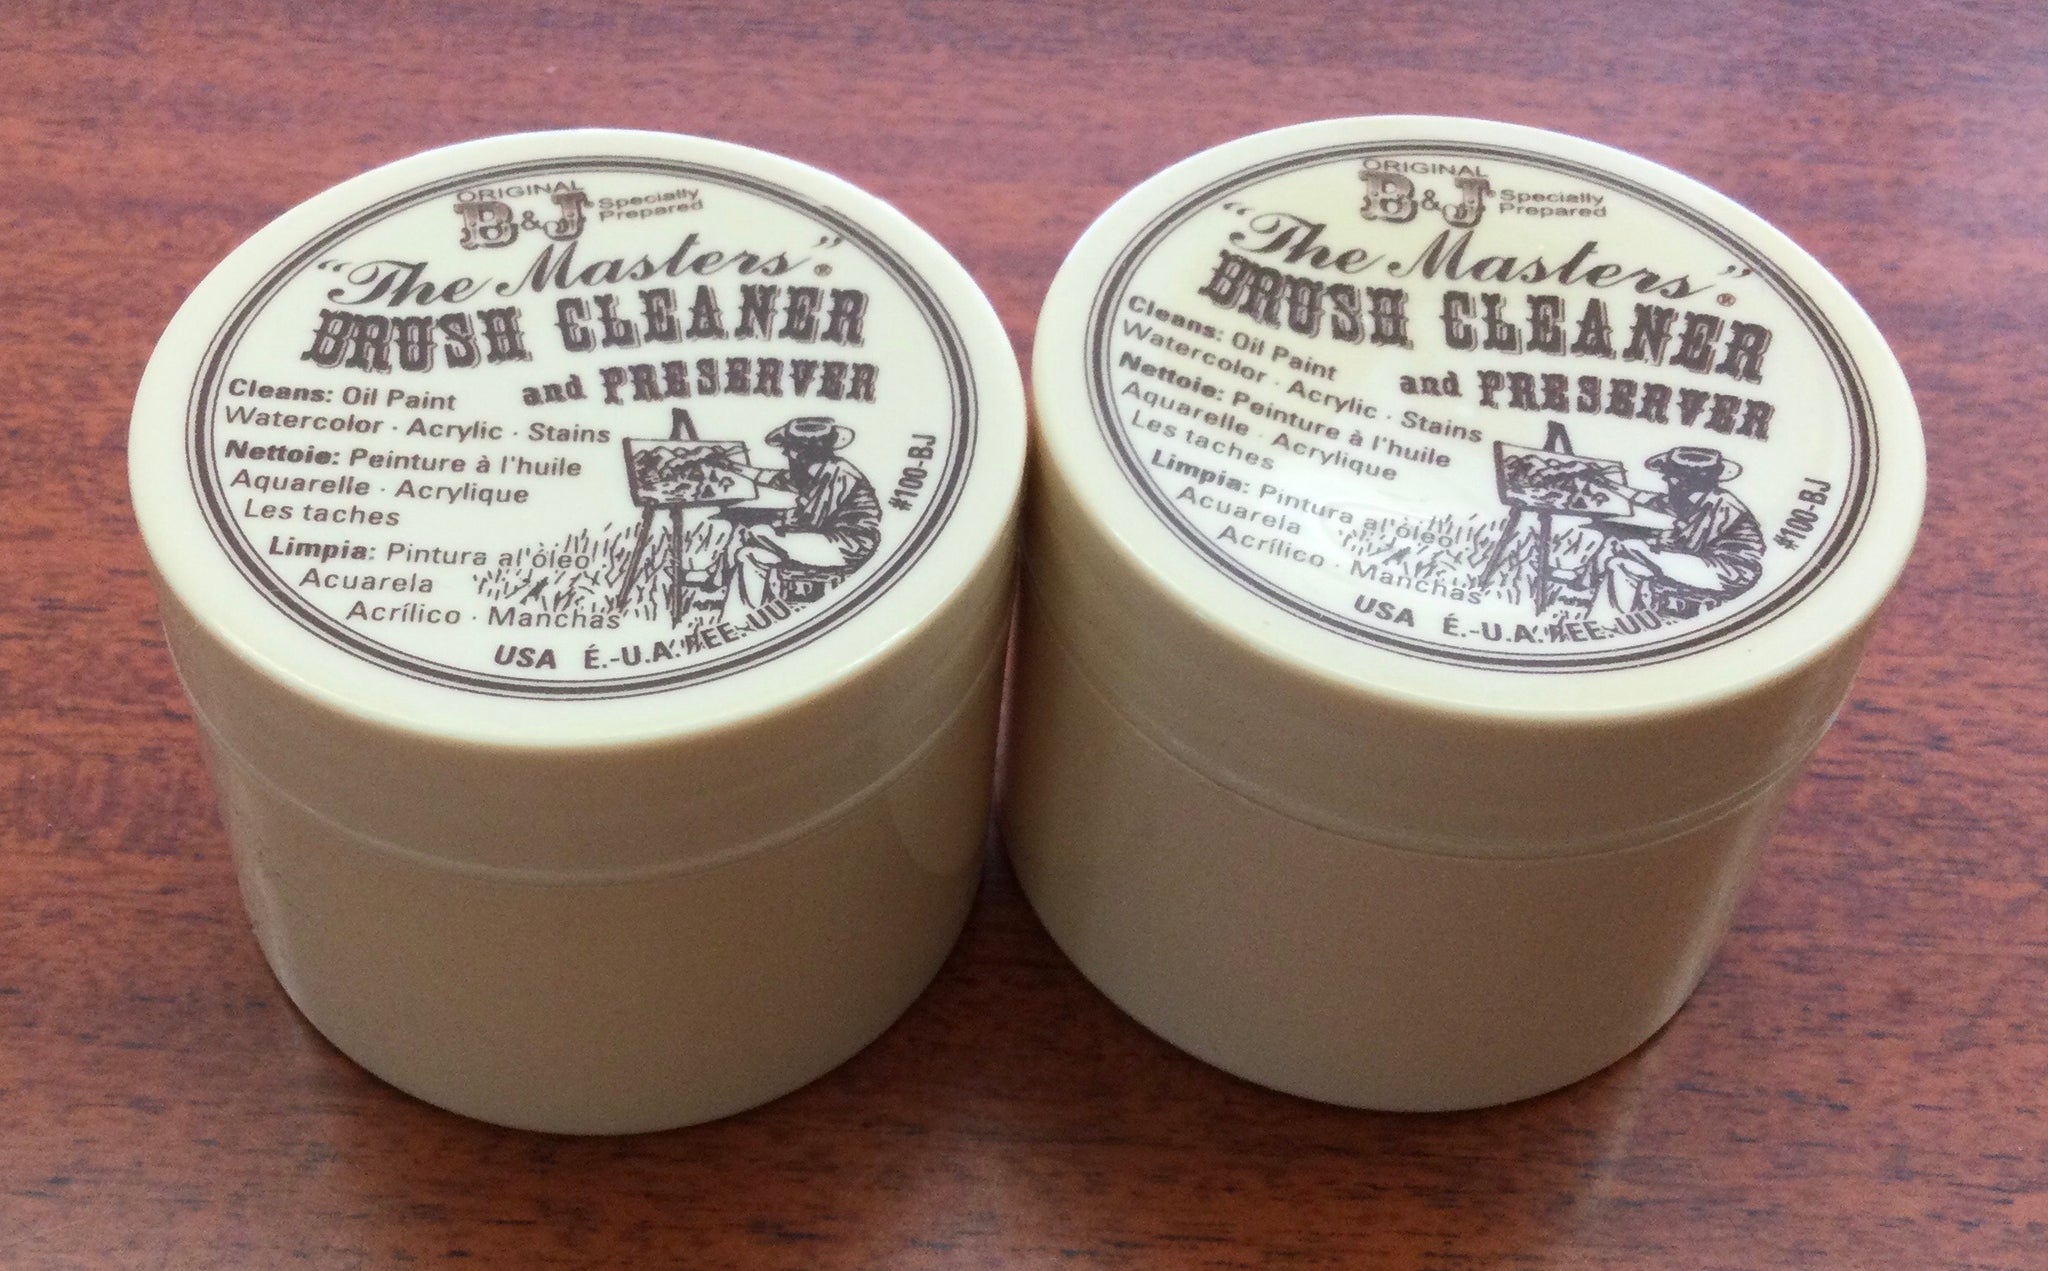 ORIGINAL
B&J Specially
Prepared
"The Masters"®
BRUSH CLEANER
and PRESERVER
Cleans: Oil Paint
Watercolor · Acrylic · Stains
Nettoie: Peinture à l'huile
Aquarelle · Acrylique
Les taches
Limpia: Pintura al'òleo
Acuarela
Acrílico · Manchas
USA É.-U.A. EE.UU.
#100-BJ
ORIGINAL
B&J® Specially
Prepared
"The Masters"®
BRUSH CLEANER
and PRESERVER
Cleans: Oil Paint
Watercolor · Acrylic · Stains
Nettoie: Peinture à l'huile
Aquarelle · Acrylique
Les taches
Limpia: Pintura al'òleo
Acuarela
Acrílico · Manchas
USA É.-U.A. EE.UU.
#100-BJ